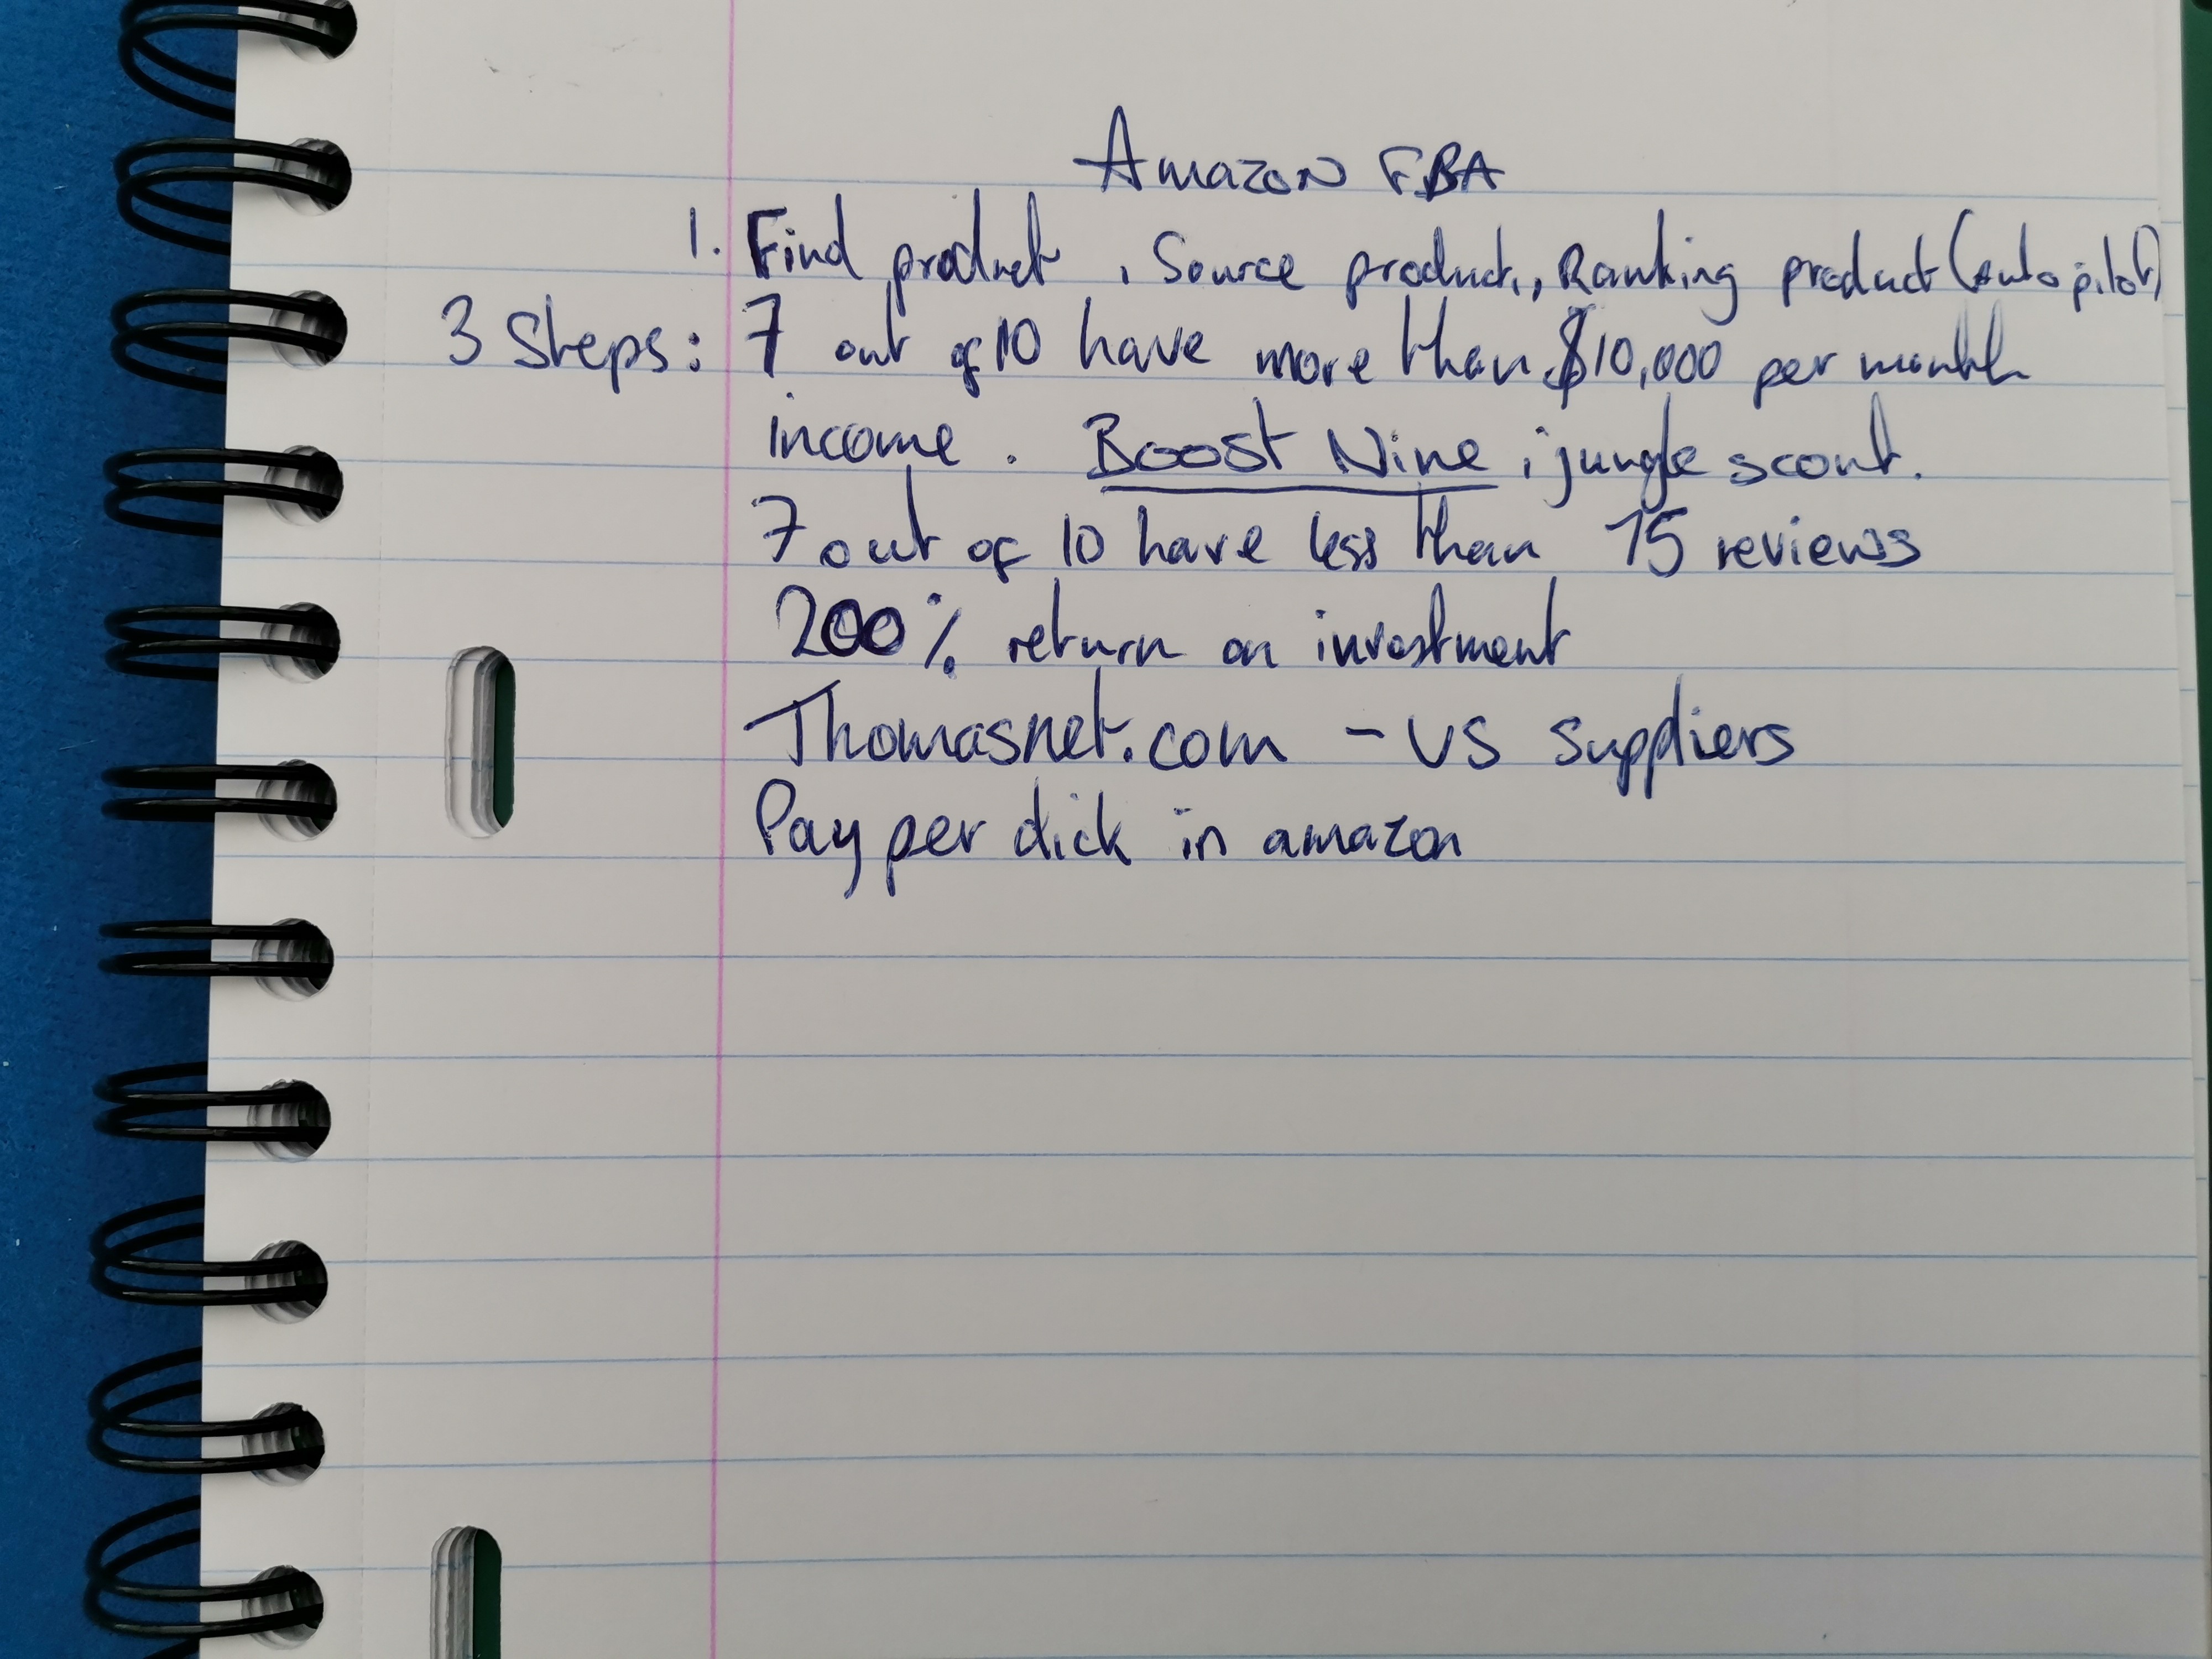 Amazon FBA
1. Find product, Source product, Ranking product (auto pilot)
3 Steps: 7 out of 10 have more than $10,000 per month
income. Boost Nine ; jungle scout.
7 out of 10 have less than 75 reviews
200% return on investment
Thomasnet.com - US suppliers
Pay per click in amazon